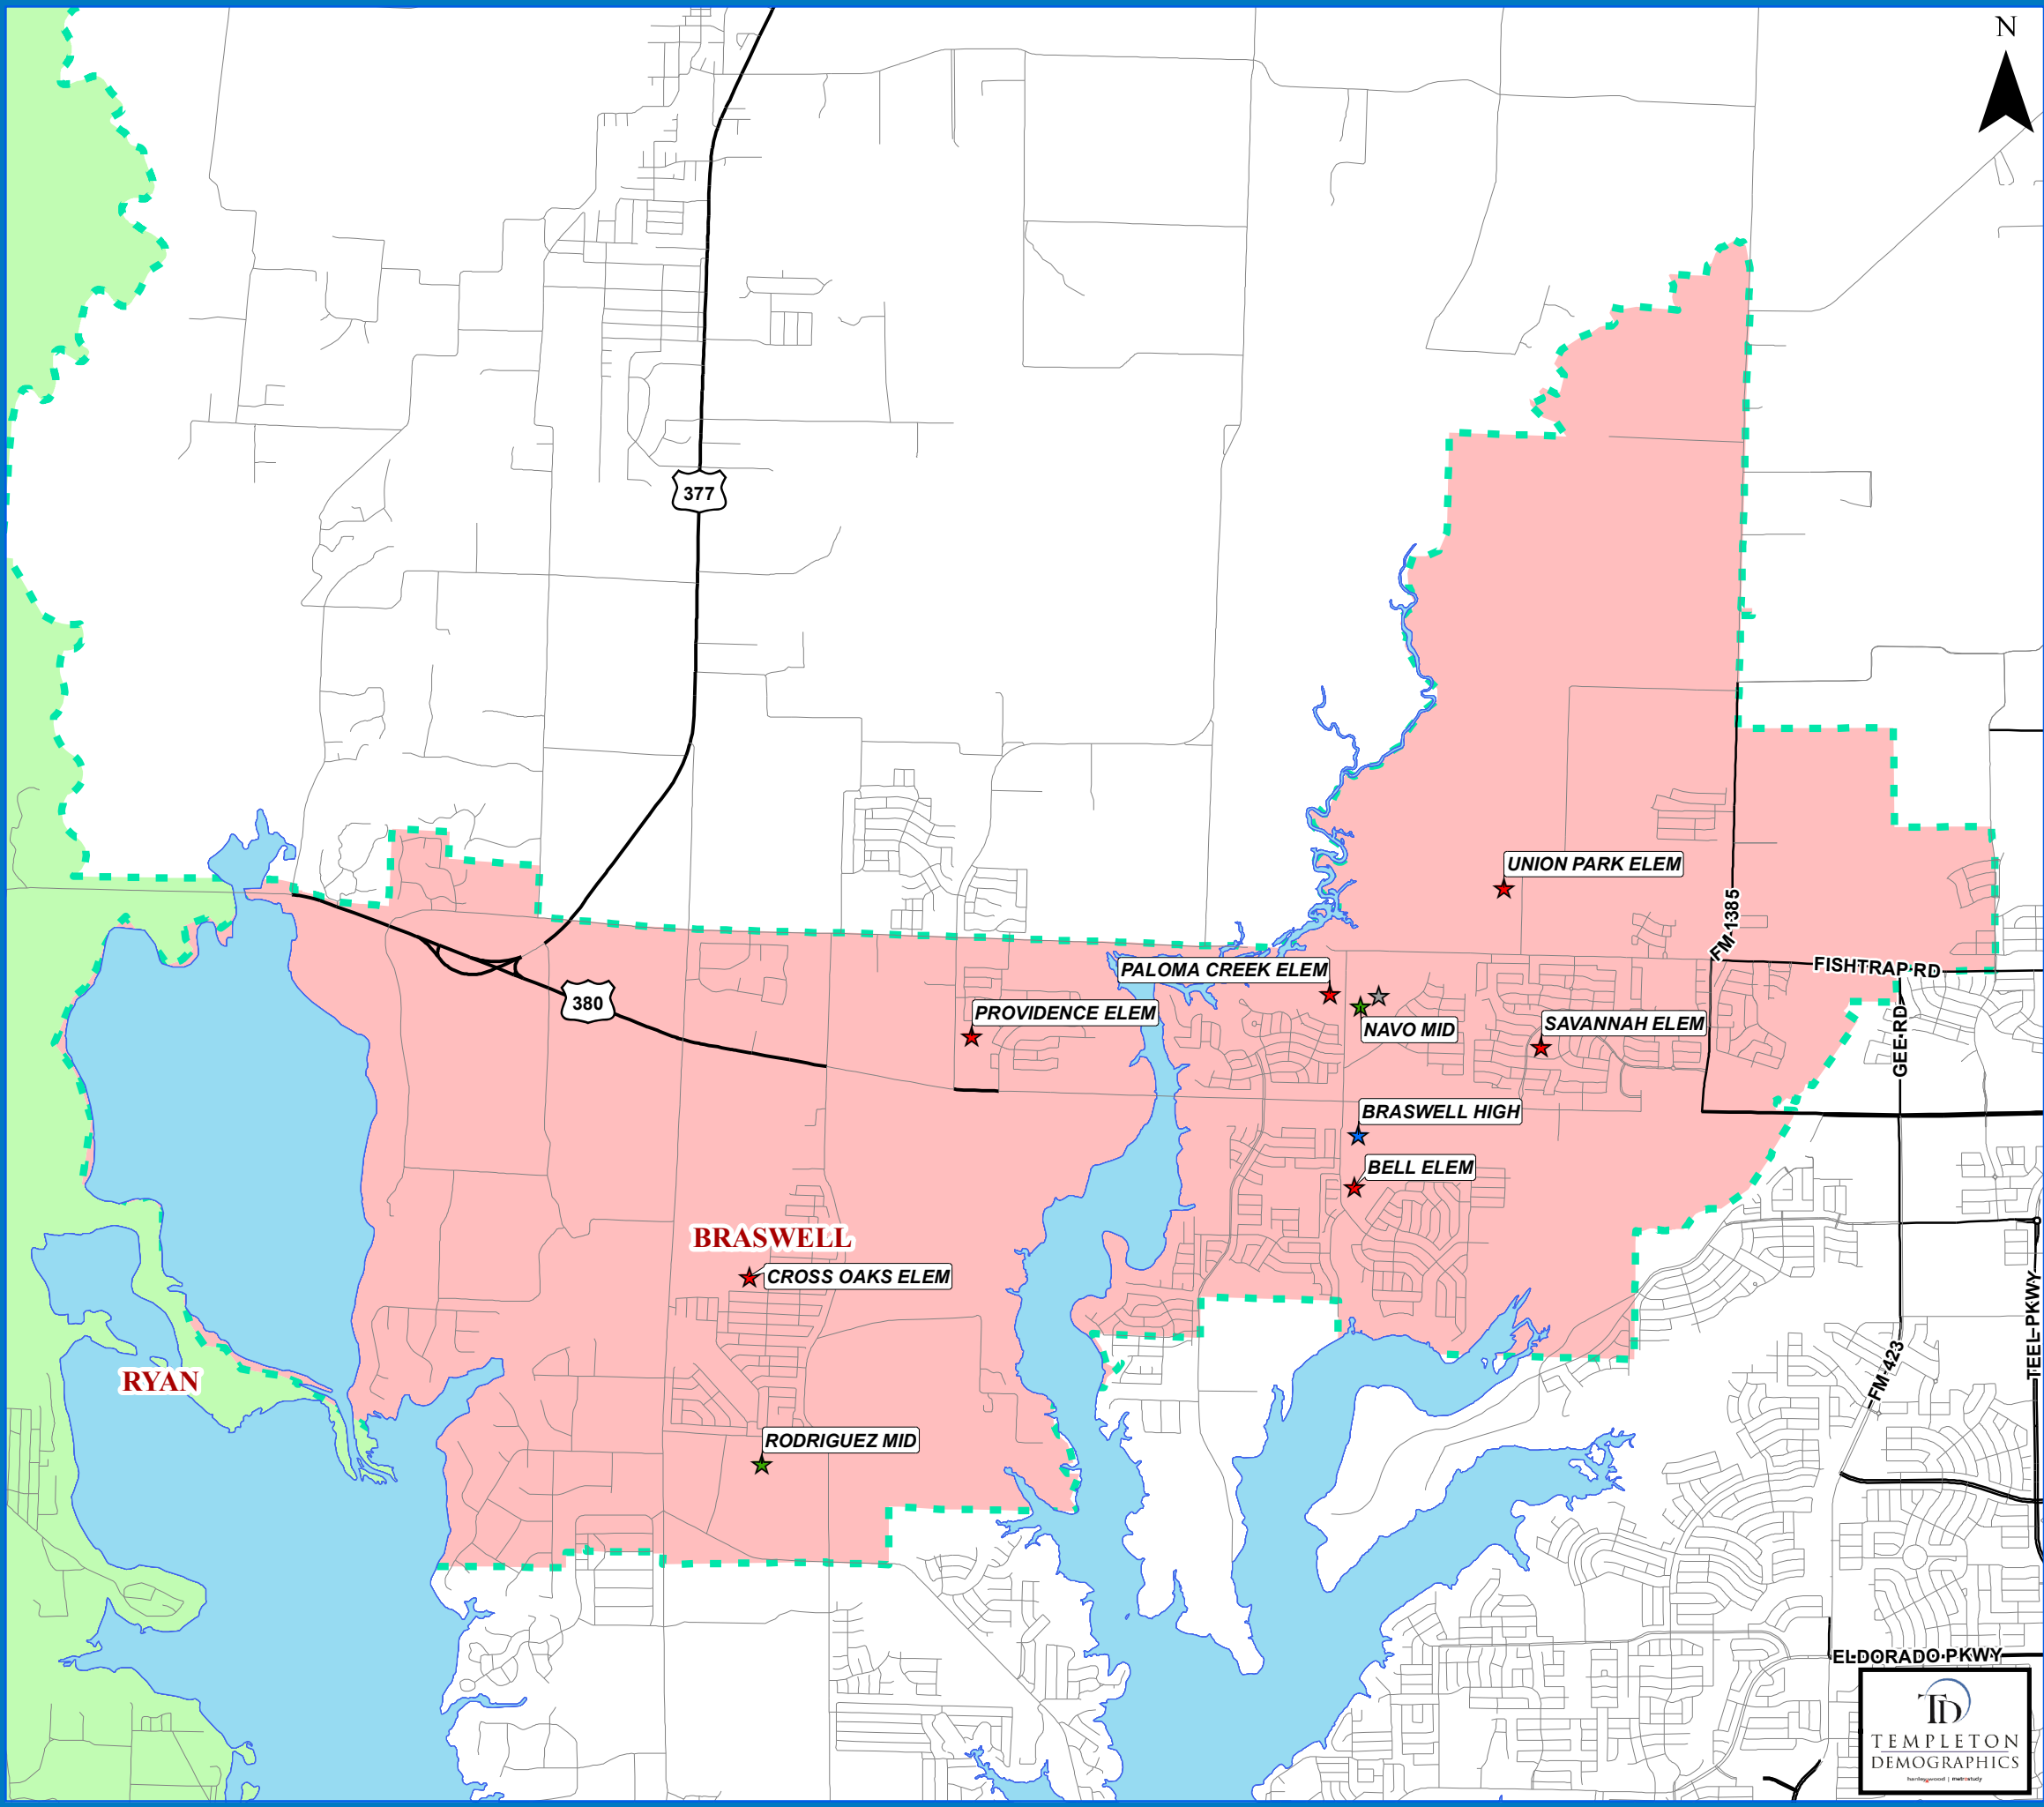 N
377
UNION PARK ELEM
FM 1385
FISHTRAP RD
PALOMA CREEK ELEM
380
PROVIDENCE ELEM
NAVO MID
SAVANNAH ELEM
GEE RD
BRASWELL HIGH
BELL ELEM
BRASWELL
CROSS OAKS ELEM
TEEL PKWY
RYAN
FM 423
RODRIGUEZ MID
ELDORADO PKWY
TD
TEMPLETON
DEMOGRAPHICS